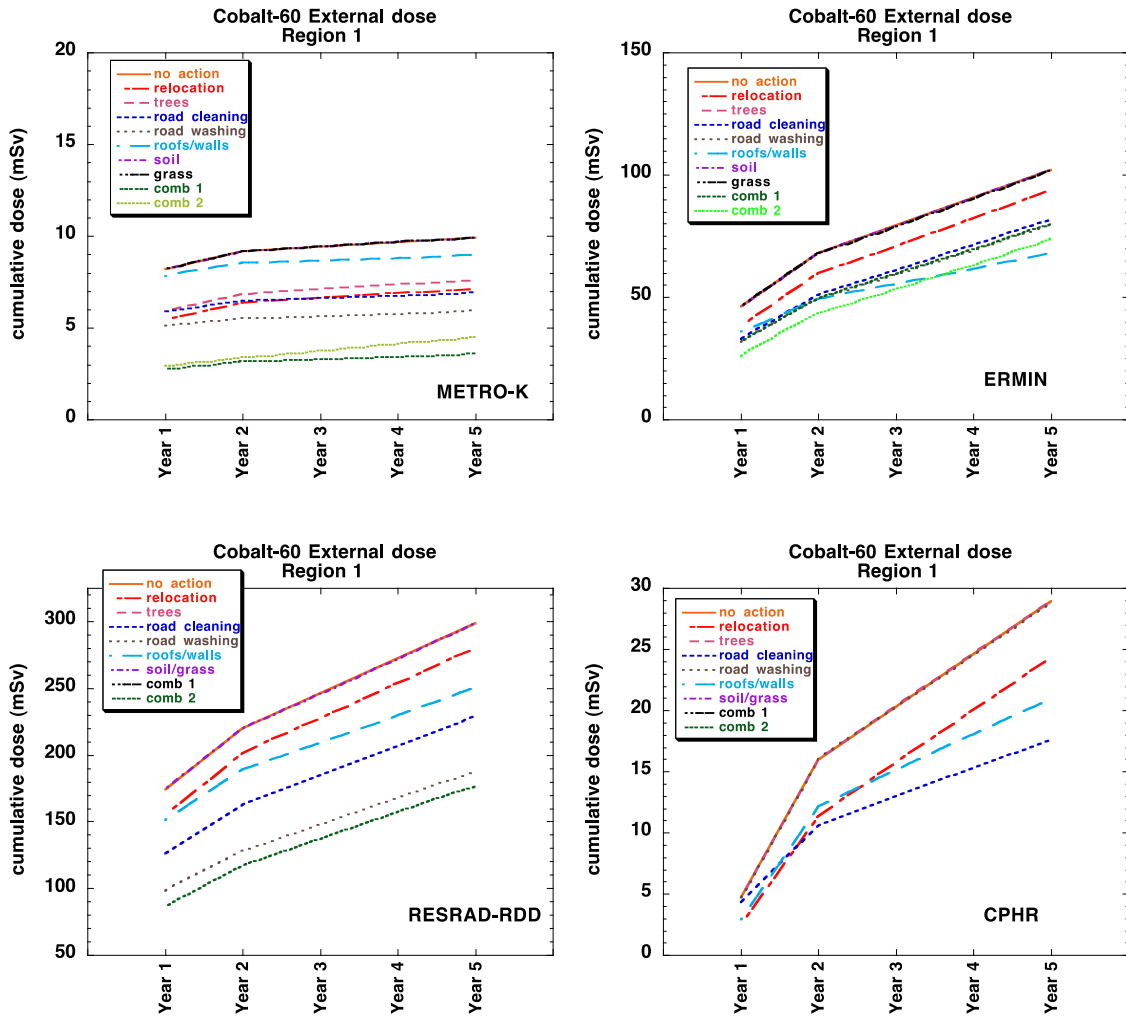 Cobalt-60 External dose
Region 1
cumulative dose (mSv)
20
15
10
5
0
no action
relocation
trees
road cleaning
road washing
roofs/walls
soil
grass
comb 1
comb 2
METRO-K
Year 1
Year 2
Year 3
Year 4
Year 5
Cobalt-60 External dose
Region 1
cumulative dose (mSv)
150
100
50
0
no action
relocation
trees
road cleaning
road washing
roofs/walls
soil
grass
comb 1
comb 2
ERMIN
Year 1
Year 2
Year 3
Year 4
Year 5
Cobalt-60 External dose
Region 1
cumulative dose (mSv)
300
250
200
150
100
50
no action
relocation
trees
road cleaning
road washing
roofs/walls
soil/grass
comb 1
comb 2
RESRAD-RDD
Year 1
Year 2
Year 3
Year 4
Year 5
Cobalt-60 External dose
Region 1
cumulative dose (mSv)
30
25
20
15
10
5
0
no action
relocation
trees
road cleaning
road washing
roofs/walls
soil/grass
comb 1
comb 2
CPHR
Year 1
Year 2
Year 3
Year 4
Year 5